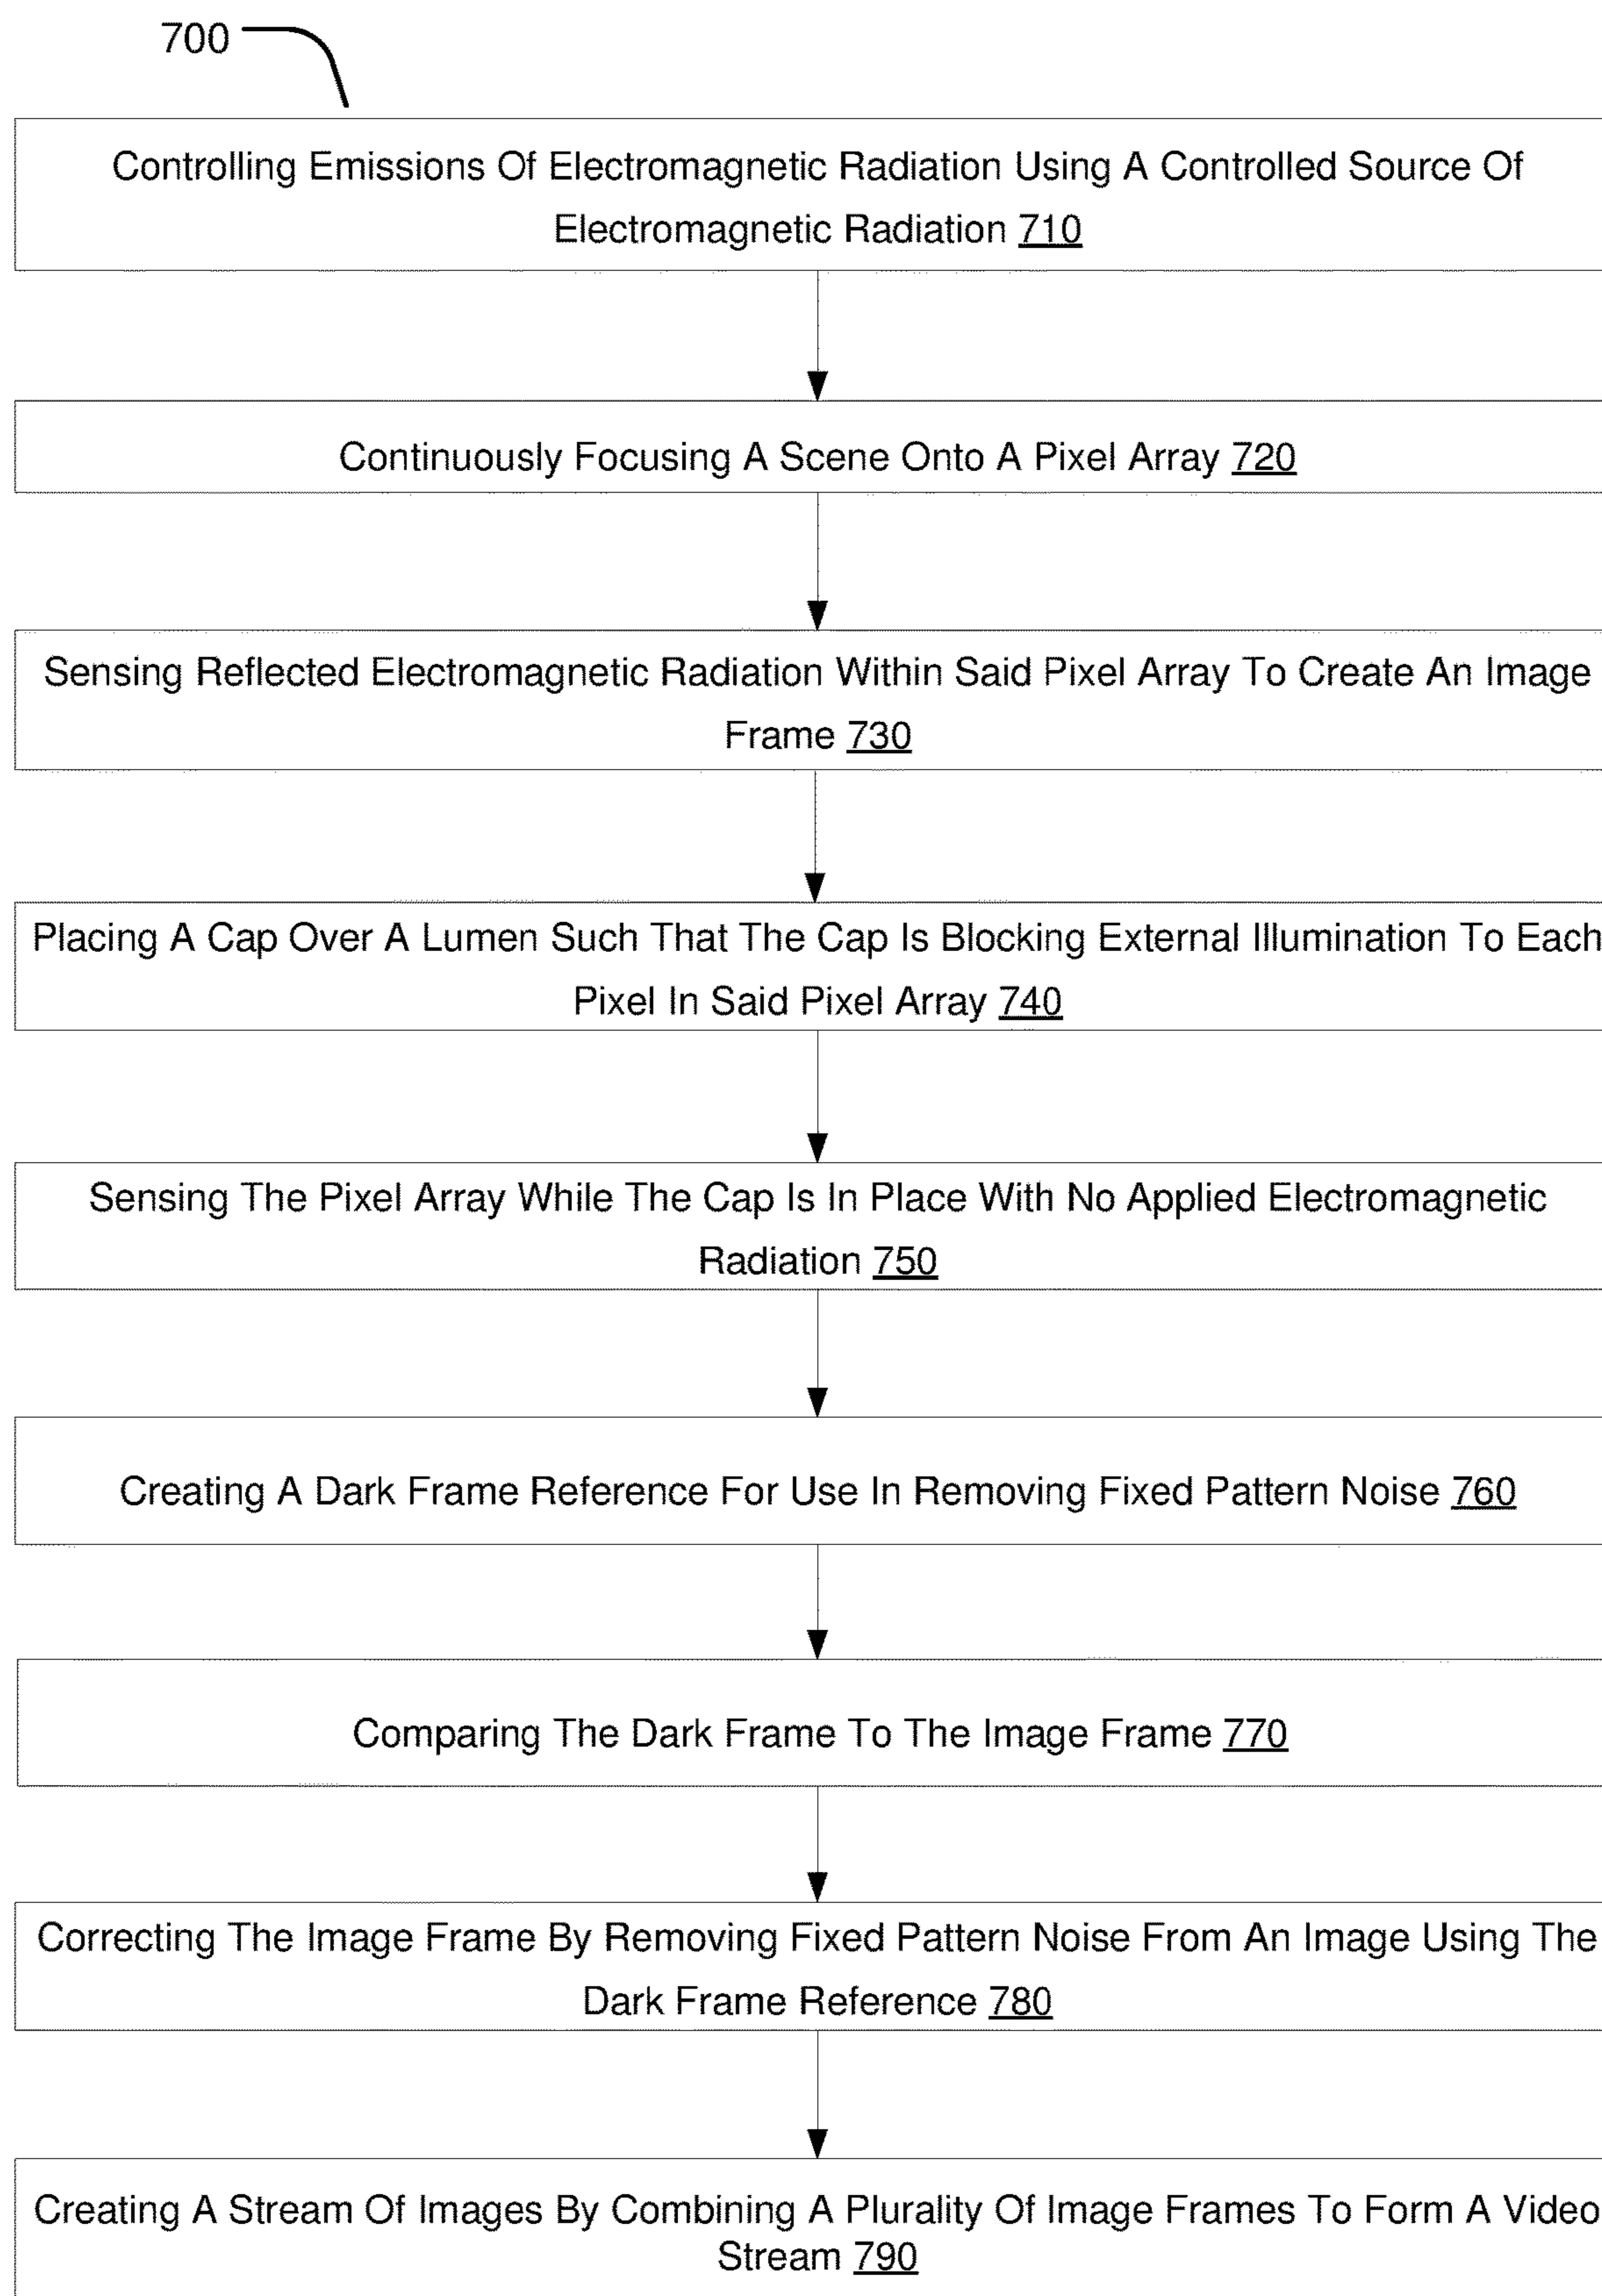 700
Controlling Emissions Of Electromagnetic Radiation Using A Controlled Source Of
Electromagnetic Radiation 710
Continuously Focusing A Scene Onto A Pixel Array 720
Sensing Reflected Electromagnetic Radiation Within Said Pixel Array To Create An Image
Frame 730
Placing A Cap Over A Lumen Such That The Cap Is Blocking External Illumination To Each
Pixel In Said Pixel Array 740
Sensing The Pixel Array While The Cap Is In Place With No Applied Electromagnetic
Radiation 750
Creating A Dark Frame Reference For Use In Removing Fixed Pattern Noise 760
Comparing The Dark Frame To The Image Frame 770
Correcting The Image Frame By Removing Fixed Pattern Noise From An Image Using The
Dark Frame Reference 780
Creating A Stream Of Images By Combining A Plurality Of Image Frames To Form A Video
Stream 790